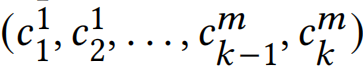 (c_1^1, c_2^1, . . . , c_{k-1}^m, c_k^m)